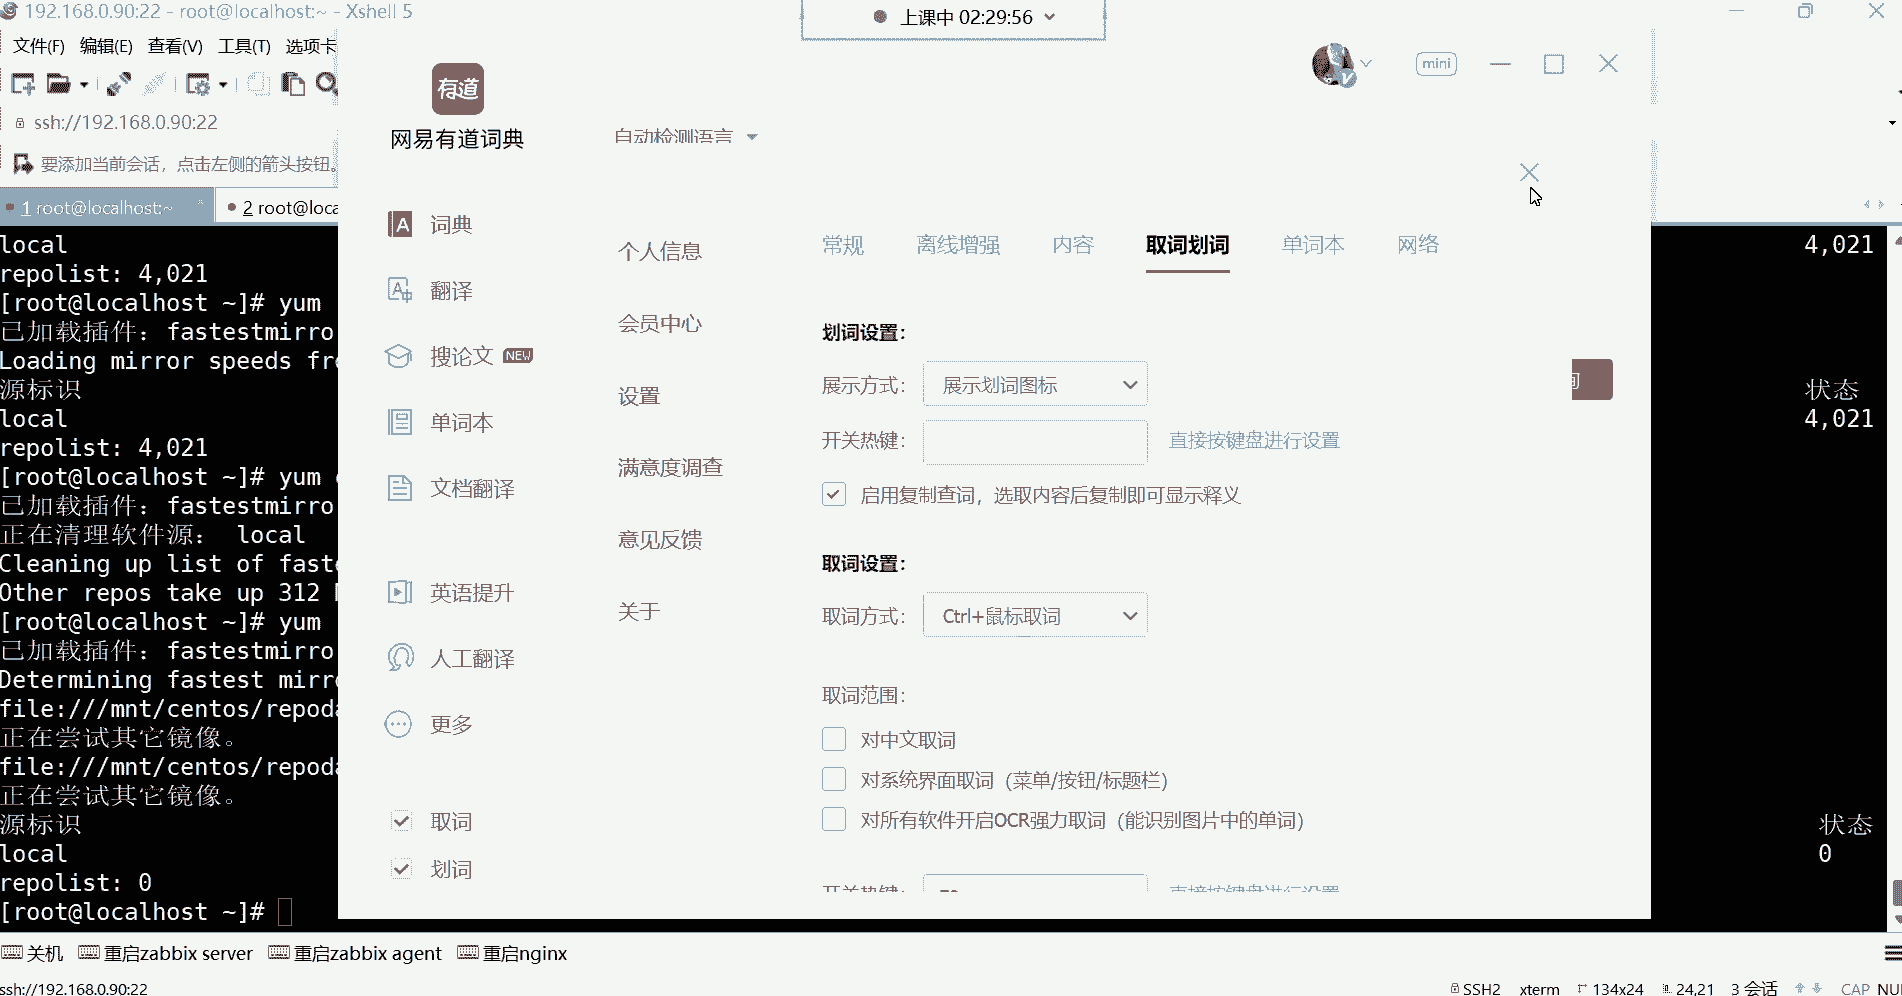 192.168.0.90:22 - root@localhost:~ - Xshell 5
上课中 02:29:56
文件(F) 编辑(E) 查看(V) 工具(T) 选项卡
ssh://192.168.0.90:22
要添加当前会话，点击左侧的箭头按钮。
1 root@localhost:~
2 root@loca
local 4,021
repolist: 4,021
[root@localhost ~]# yum
已加载插件：fastestmirro
Loading mirror speeds fr
源标识 状态
local 4,021
repolist: 4,021
[root@localhost ~]# yum
已加载插件：fastestmirro
正在清理软件源： local
Cleaning up list of fast
Other repos take up 312
[root@localhost ~]# yum
已加载插件：fastestmirro
Determining fastest mirr
file:///mnt/centos/repod
正在尝试其它镜像。
file:///mnt/centos/repod
正在尝试其它镜像。
源标识 状态
local 0
repolist: 0
[root@localhost ~]#
有道
网易有道词典
自动检测语言
mini
词典
翻译
搜论文 NEW
单词本
文档翻译
英语提升
人工翻译
更多
取词
划词
个人信息
会员中心
设置
满意度调查
意见反馈
关于
常规 离线增强 内容 取词划词 单词本 网络
划词设置：
展示方式： 展示划词图标
开关热键： 直接按键盘进行设置
启用复制查词，选取内容后复制即可显示释义
取词设置：
取词方式： Ctrl+鼠标取词
取词范围：
对中文取词
对系统界面取词（菜单/按钮/标题栏）
对所有软件开启OCR强力取词（能识别图片中的单词）
开关热键： 直接按键盘进行设置
关机 重启zabbix server 重启zabbix agent 重启nginx
ssh://192.168.0.90:22 SSH2 xterm 134x24 24,21 3 会话 CAP NU